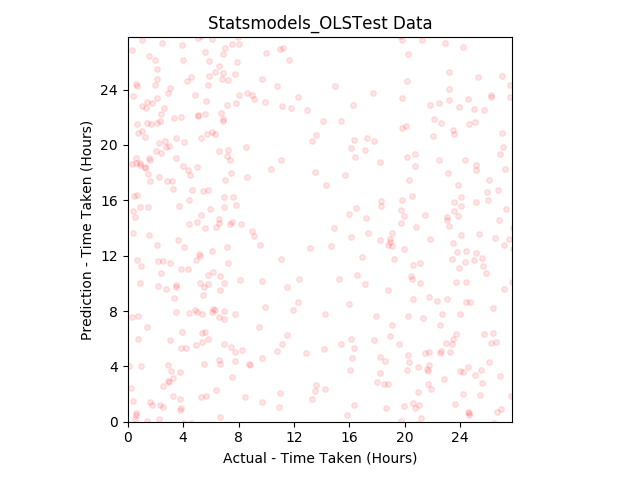 Statsmodels_OLSTest Data
Prediction - Time Taken (Hours)
24
20
16
12
8
4
0
0 4 8 12 16 20 24
Actual - Time Taken (Hours)